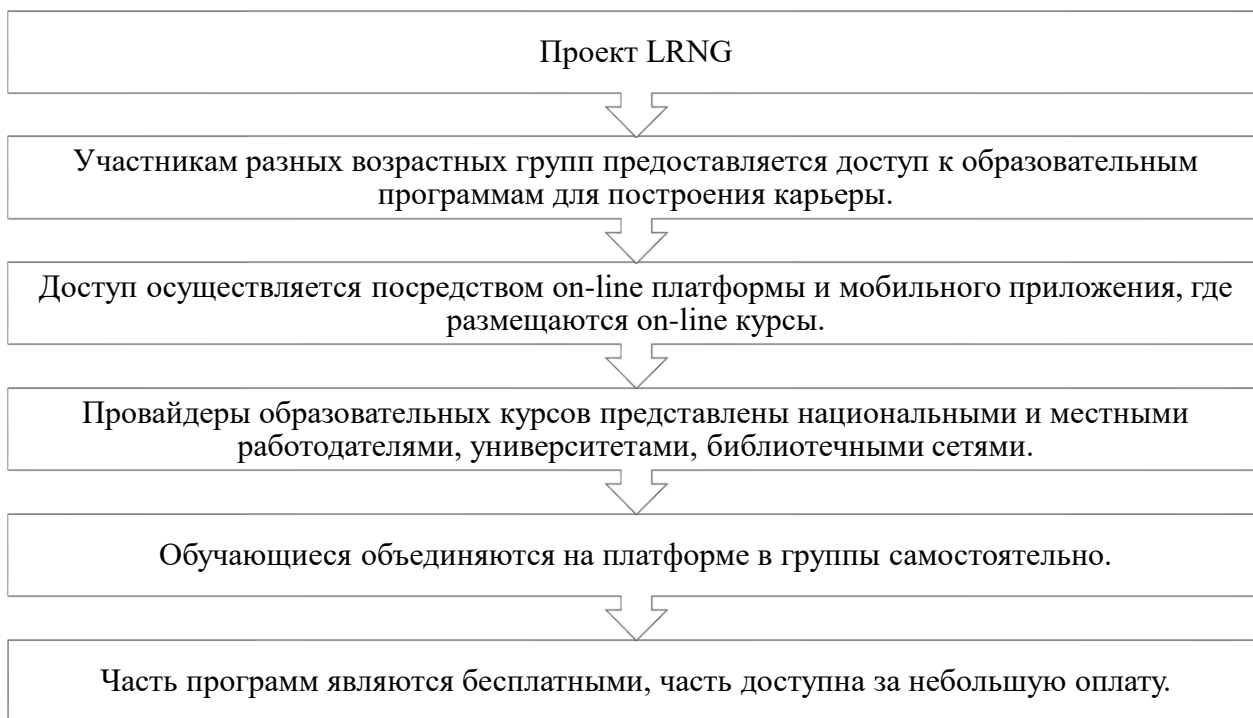 Проект LRNG
Участникам разных возрастных групп предоставляется доступ к образовательным
программам для построения карьеры.
Доступ осуществляется посредством on-line платформы и мобильного приложения, где
размещаются on-line курсы.
Провайдеры образовательных курсов представлены национальными и местными
работодателями, университетами, библиотечными сетями.
Обучающиеся объединяются на платформе в группы самостоятельно.
Часть программ являются бесплатными, часть доступна за небольшую оплату.